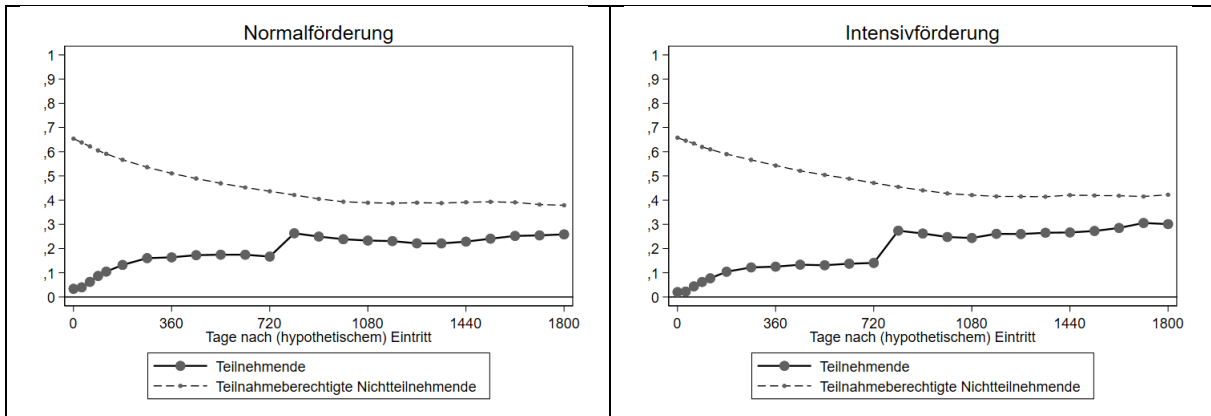 Normalförderung
1
,9
,8
,7
,6
,5
,4
,3
,2
,1
0
0 360 720 1080 1440 1800
Tage nach (hypothetischem) Eintritt
Teilnehmende
Teilnahmeberechtigte Nichtteilnehmende
Intensivförderung
1
,9
,8
,7
,6
,5
,4
,3
,2
,1
0
0 360 720 1080 1440 1800
Tage nach (hypothetischem) Eintritt
Teilnehmende
Teilnahmeberechtigte Nichtteilnehmende